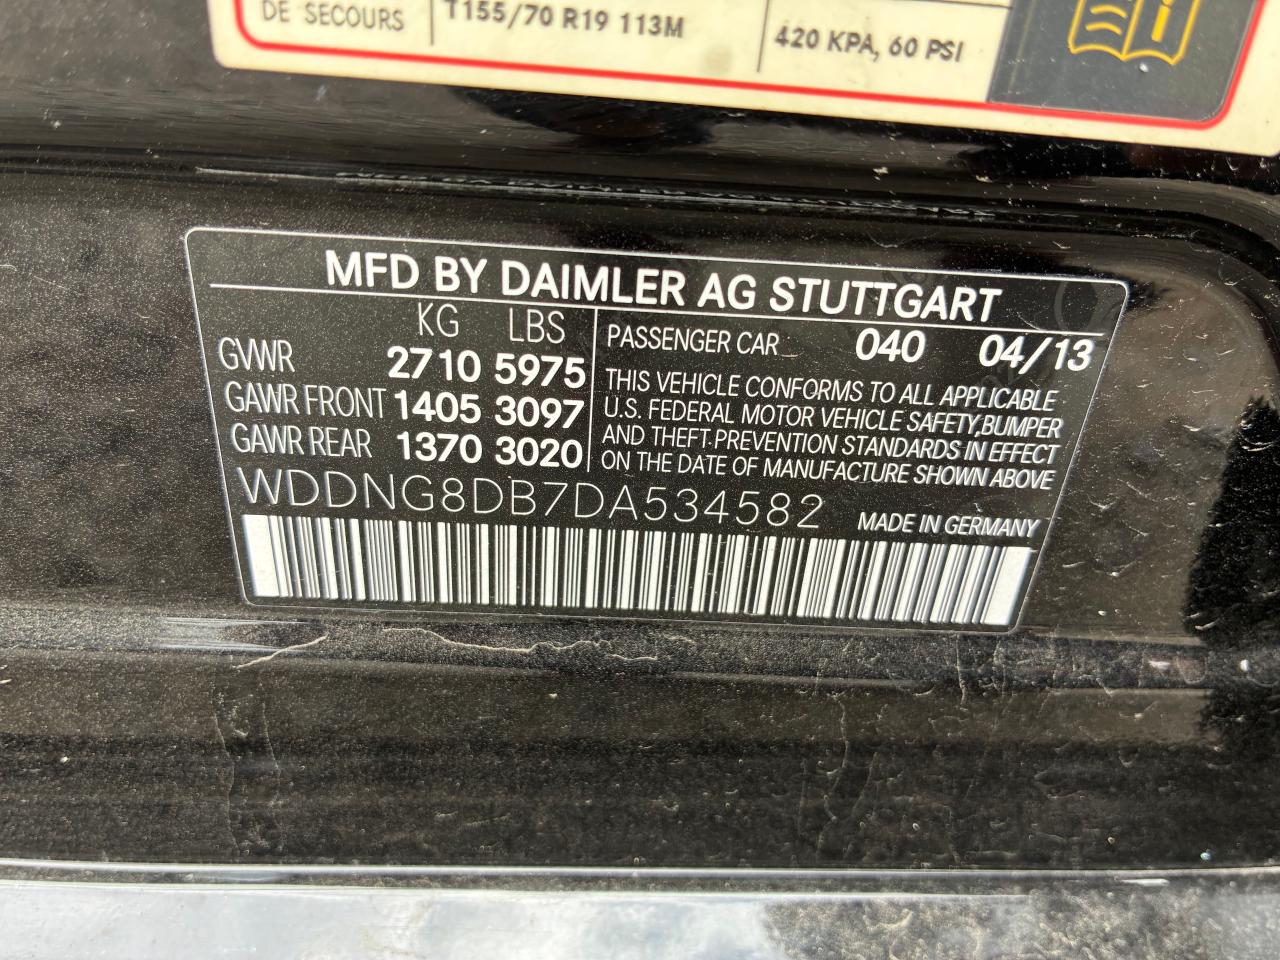 DE SECOURS T155/70 R19 113M 420 KPA, 60 PSI
MFD BY DAIMLER AG STUTTGART
KG LBS
GVWR 2710 5975
GAWR FRONT 1405 3097
GAWR REAR 1370 3020
PASSENGER CAR 040 04/13
THIS VEHICLE CONFORMS TO ALL APPLICABLE
U.S. FEDERAL MOTOR VEHICLE SAFETY,BUMPER
AND THEFT PREVENTION STANDARDS IN EFFECT
ON THE DATE OF MANUFACTURE SHOWN ABOVE
WDDNG8DB7DA534582
MADE IN GERMANY